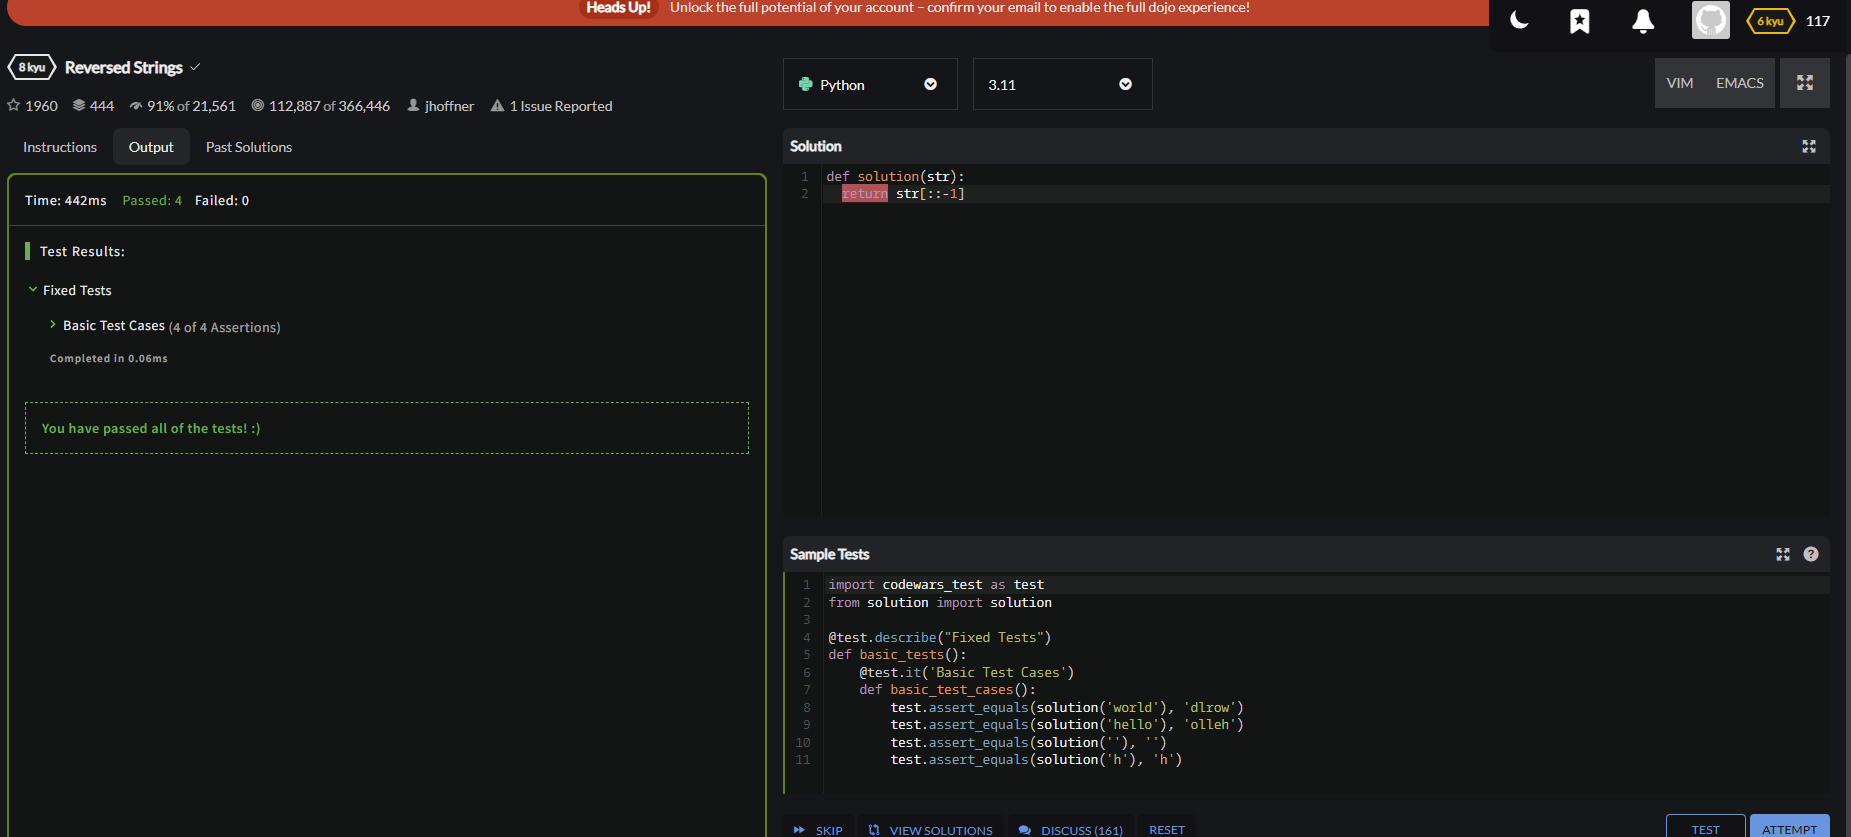 Heads Up! Unlock the full potential of your account – confirm your email to enable the full dojo experience!
6 kyu 117
8 kyu Reversed Strings
1960 444 91% of 21,561 112,887 of 366,446 jhoffner 1 Issue Reported
Instructions Output Past Solutions
Time: 442ms Passed: 4 Failed: 0
Test Results:
Fixed Tests
Basic Test Cases (4 of 4 Assertions)
Completed in 0.06ms
You have passed all of the tests! :)
Python 3.11 VIM EMACS
Solution
1 def solution(str):
2 return str[::-1]
Sample Tests ?
1 import codewars_test as test
2 from solution import solution
3
4 @test.describe("Fixed Tests")
5 def basic_tests():
6 @test.it('Basic Test Cases')
7 def basic_test_cases():
8 test.assert_equals(solution('world'), 'dlrow')
9 test.assert_equals(solution('hello'), 'olleh')
10 test.assert_equals(solution(''), '')
11 test.assert_equals(solution('h'), 'h')
SKIP VIEW SOLUTIONS DISCUSS (161) RESET TEST ATTEMPT